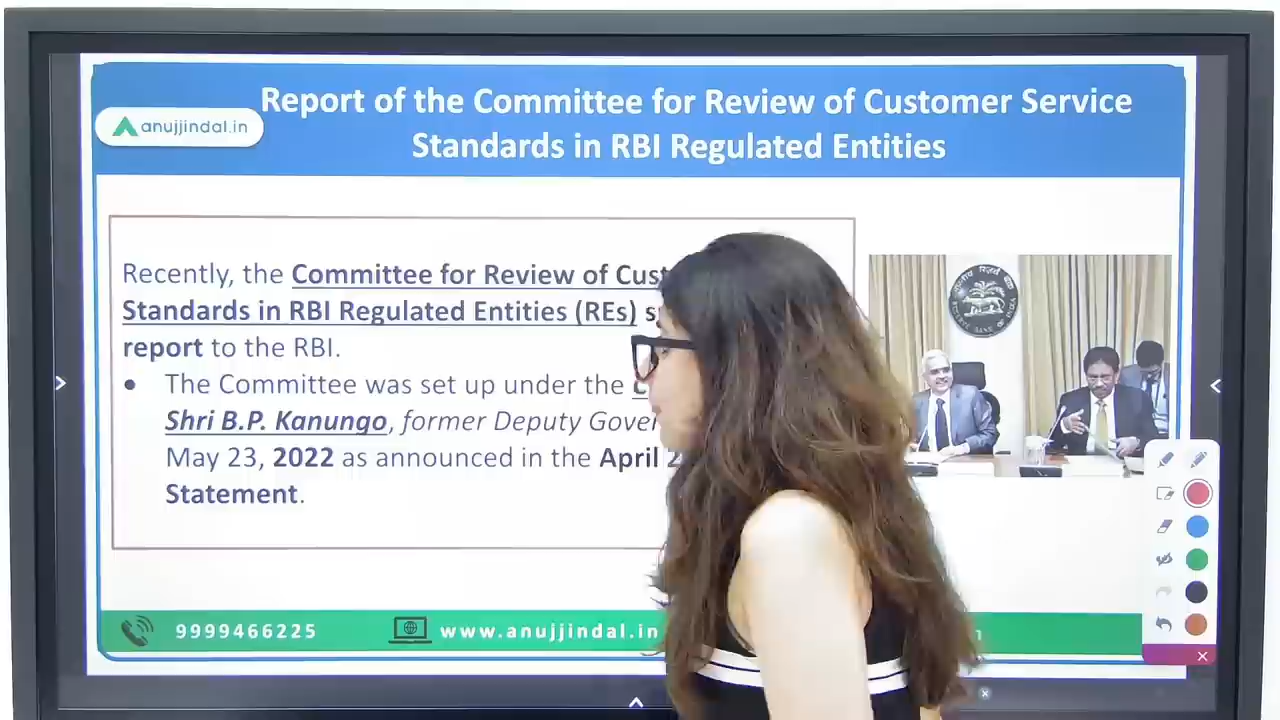 Report of the Committee for Review of Customer Service
Standards in RBI Regulated Entities
anujjindal.in
Recently, the Committee for Review of Cust
Standards in RBI Regulated Entities (REs)
report to the RBI.
• The Committee was set up under the
Shri B.P. Kanungo, former Deputy Gover
May 23, 2022 as announced in the April 2
Statement.
9999466225
www.anujjindal.in